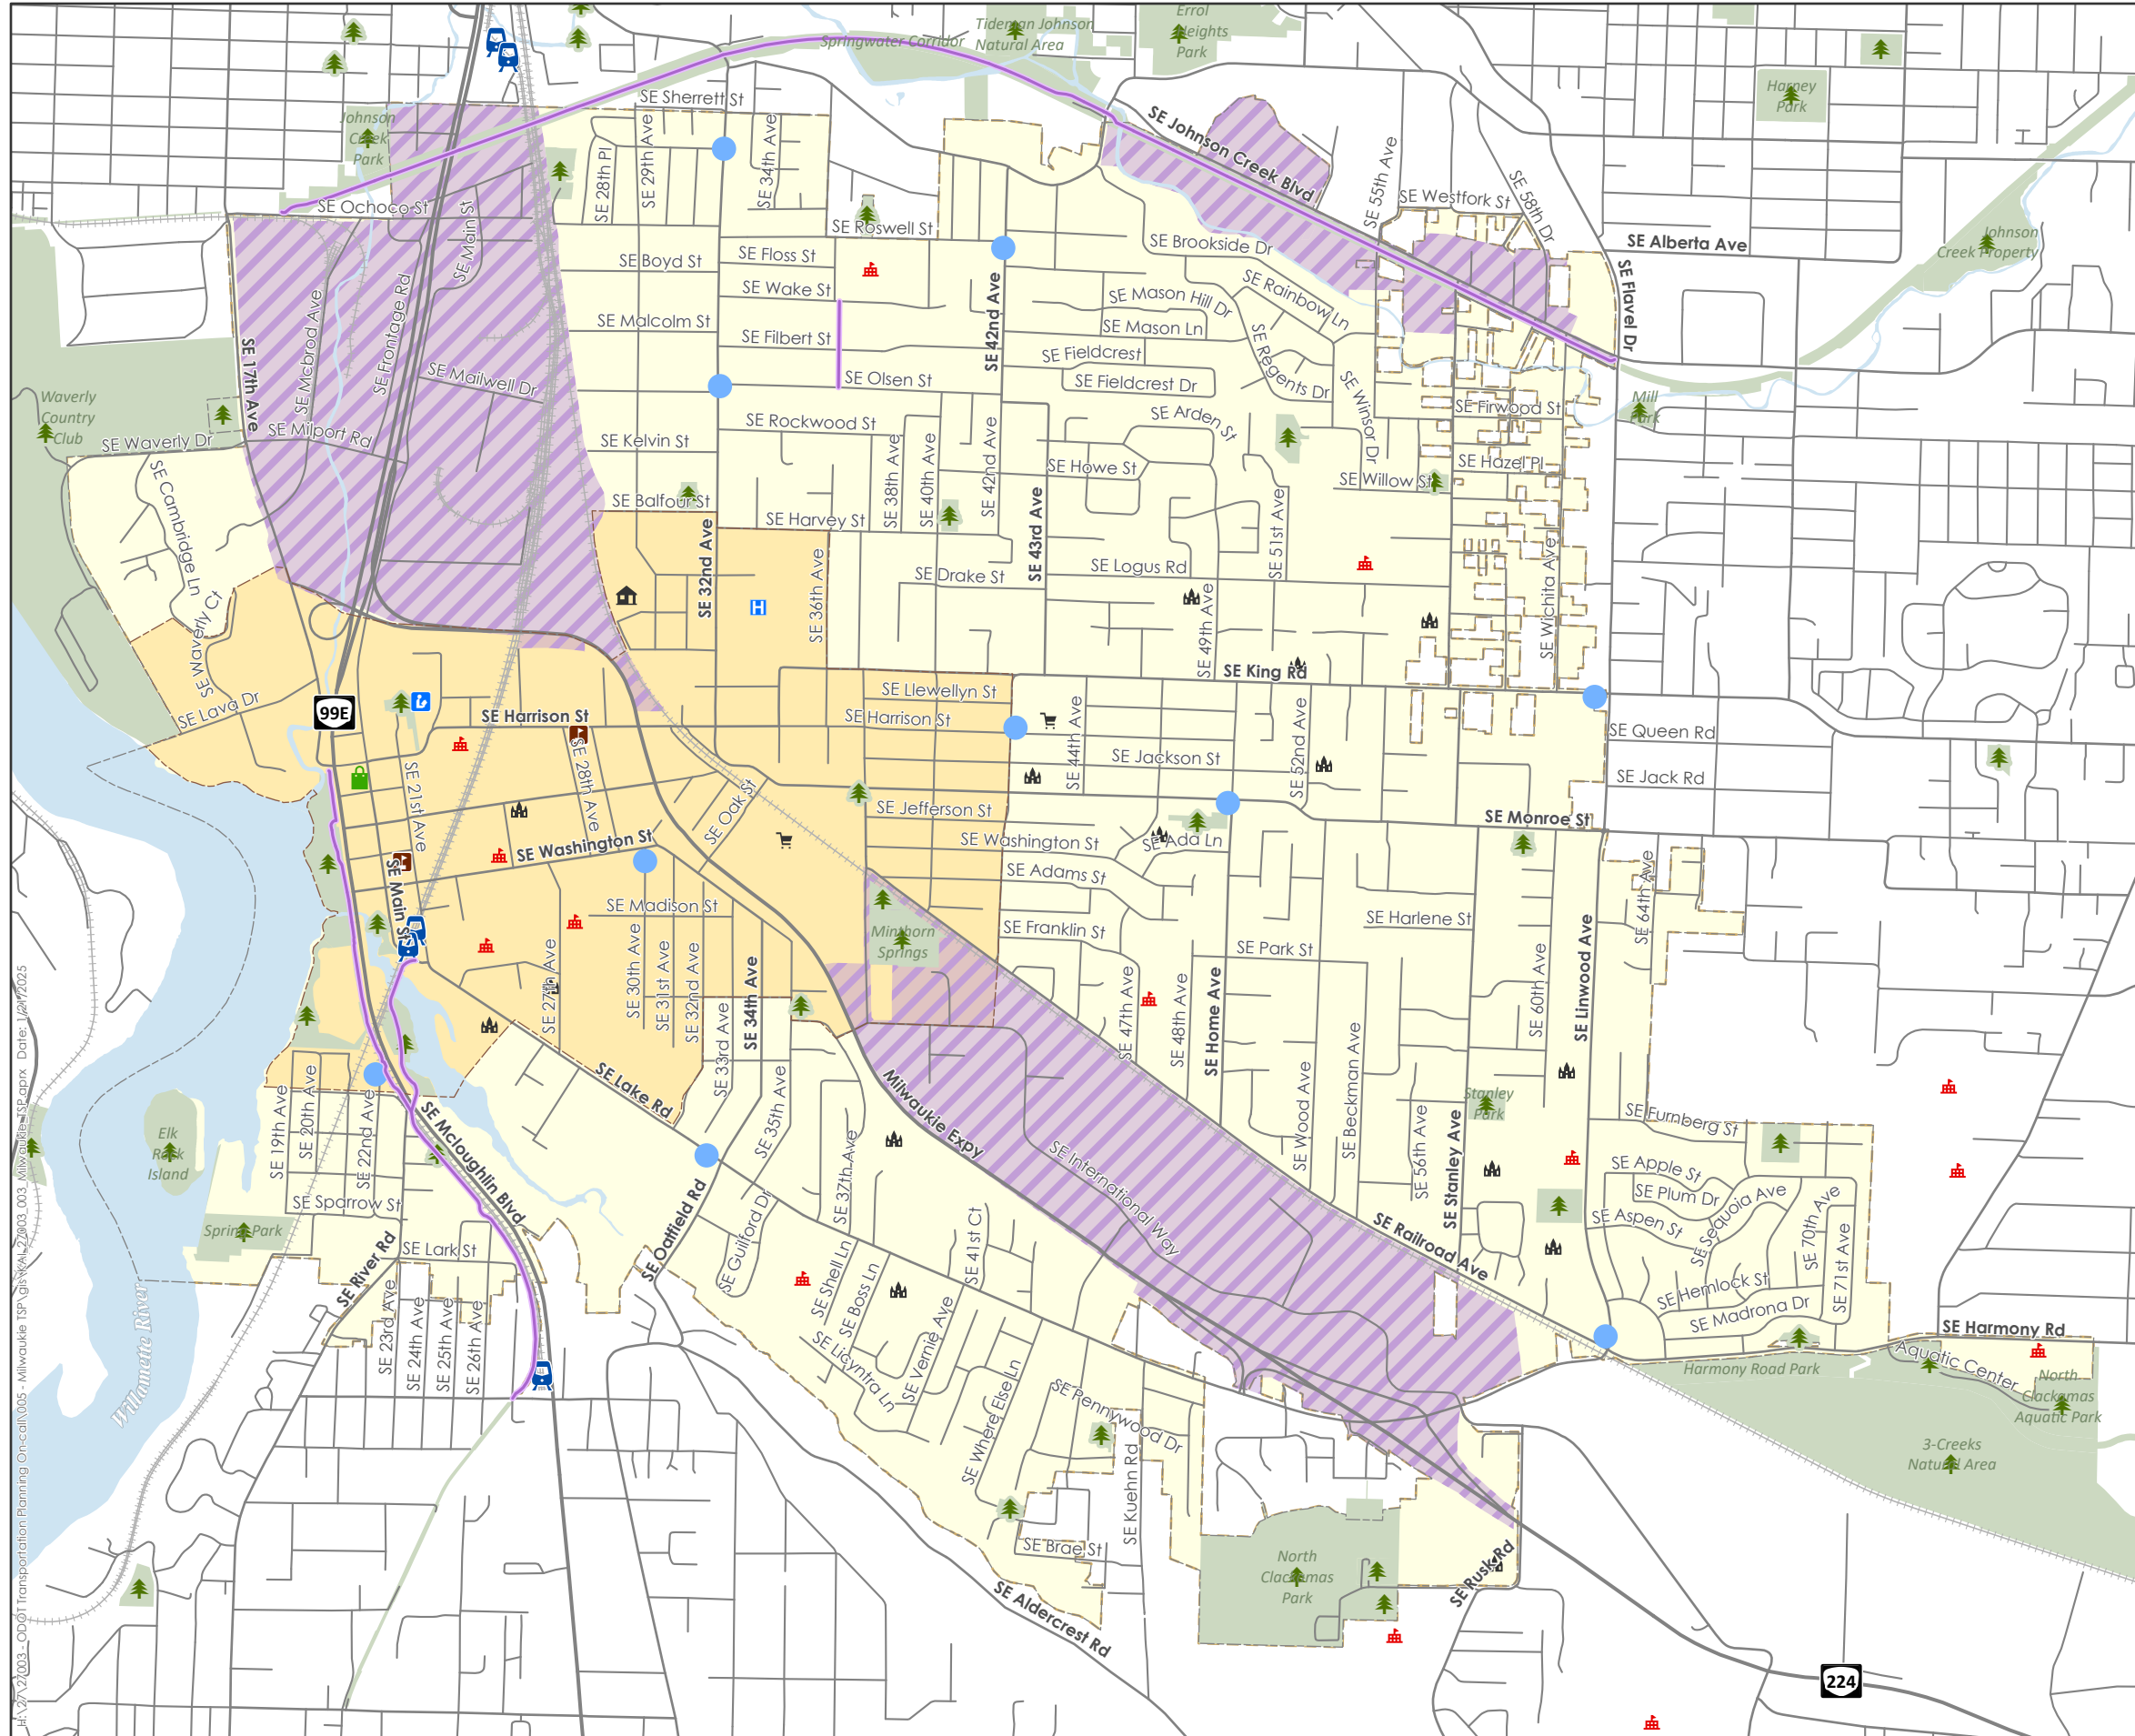 Errol
Heights
Park
Tideman Johnson
Natural Area
Springwater Corridor
Harney
Park
SE Sherrett St
Johnson
Creek
Park
SE Johnson Creek Blvd
SE 28th Pl
SE 29th Ave
SE 34th Ave
SE 55th Ave
SE Westfork St
SE 58th Dr
SE Ochoco St
SE Main St
SE Roswell St
SE Brookside Dr
SE Alberta Ave
Johnson
Creek Property
SE Boyd St
SE Floss St
SE Wake St
SE Rainbow Ln
SE Mason Hill Dr
SE Flavel Dr
SE Mcbrod Ave
SE Frontage Rd
SE 17th Ave
SE Malcolm St
SE Filbert St
SE 42nd Ave
SE Mason Ln
SE Fieldcrest
SE Regents Dr
SE Mailwell Dr
SE Olsen St
SE Fieldcrest Dr
SE Winsor Dr
Waverly
Country
Club
Mill
Park
SE Firwood St
SE Rockwood St
SE Arden St
SE Milport Rd
SE Waverly Dr
SE Kelvin St
SE 38th Ave
SE 40th Ave
SE 42nd Ave
SE Howe St
SE Hazel Pl
SE Willow St
SE Cambridge Ln
SE Balfour St
SE Harvey St
SE 43rd Ave
SE 51st Ave
SE 32nd Ave
SE 36th Ave
SE Drake St
SE Logus Rd
SE Wichita Ave
SE 49th Ave
SE Waverly Ct
SE King Rd
SE Llewellyn St
SE Lava Dr
99E
SE Harrison St
SE Harrison St
SE 44th Ave
SE 52nd Ave
SE Queen Rd
SE Jackson St
SE Jack Rd
SE 28th Ave
SE 21st Ave
SE Oak St
SE Jefferson St
SE Monroe St
SE Washington St
SE Washington St
SE Ada Ln
SE Main St
SE Adams St
SE 64th Ave
SE Madison St
SE Harlene St
Minthorn
Springs
SE Franklin St
SE Park St
SE 27th Ave
SE 30th Ave
SE 31st Ave
SE 32nd Ave
SE 34th Ave
SE 47th Ave
SE 48th Ave
SE Home Ave
SE 60th Ave
SE Linwood Ave
SE 33rd Ave
SE Wood Ave
SE Beckman Ave
Stanley
Park
SE Lake Rd
SE 35th Ave
Milwaukie Expy
SE 56th Ave
SE Stanley Ave
SE Furnberg St
SE 19th Ave
SE 20th Ave
SE 22nd Ave
SE Mcloughlin Blvd
Elk
Rock
Island
SE 37th Ave
SE International Way
SE Apple St
SE Plum Dr
SE Sequoia Ave
SE 70th Ave
SE Sparrow St
SE Guilford Dr
SE Aspen St
SE 71st Ave
Spring Park
SE Oatfield Rd
SE 41st Ct
SE Railroad Ave
SE Lark St
SE River Rd
SE Shell Ln
SE Boss Ln
SE Hemlock St
SE Madrona Dr
SE 23rd Ave
SE 24th Ave
SE 25th Ave
SE 26th Ave
SE Vernie Ave
SE Licyntra Ln
SE Harmony Rd
Willamette River
SE Where Else Ln
SE Pennywood Dr
Harmony Road Park
Aquatic Center
North
Clackamas
Aquatic Park
SE Kuehn Rd
3-Creeks
Natural Area
SE Brae St
North
Clackamas
Park
SE Rusk Rd
SE Aldercrest Rd
224
H